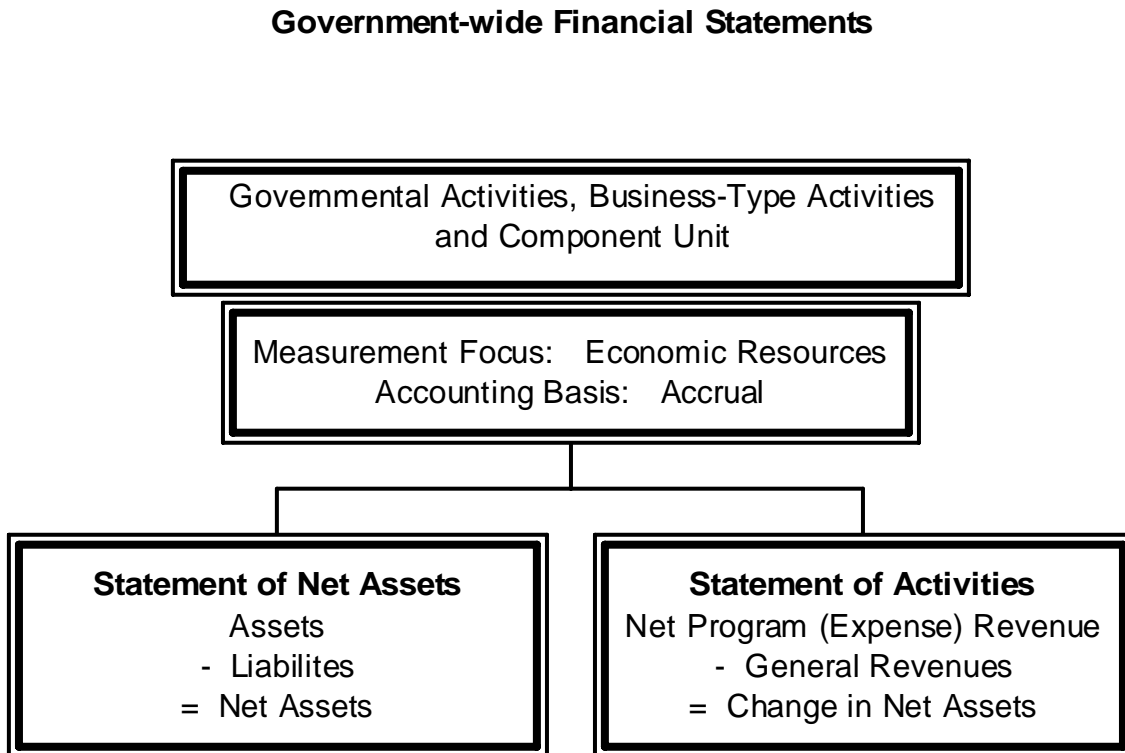 Government-wide Financial Statements
Governmental Activities, Business-Type Activities
and Component Unit
Measurement Focus: Economic Resources
Accounting Basis: Accrual
Statement of Net Assets
Assets
- Liabilites
= Net Assets
Statement of Activities
Net Program (Expense) Revenue
- General Revenues
= Change in Net Assets